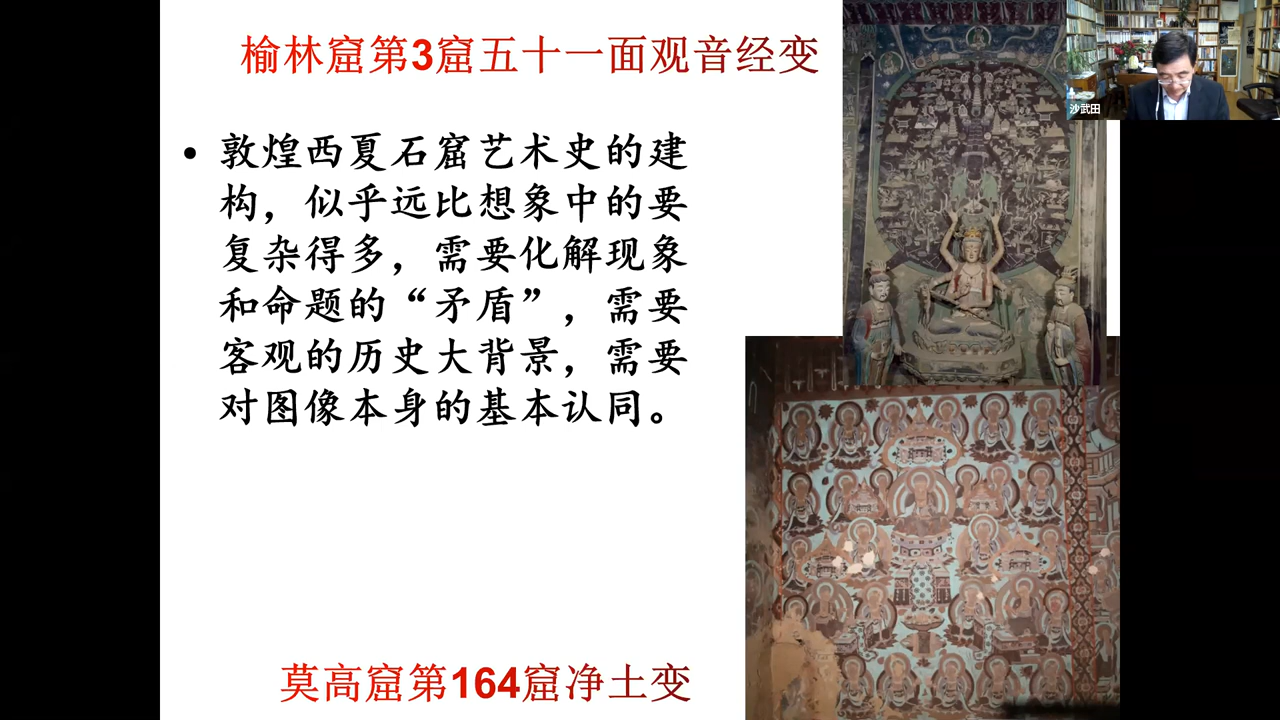 榆林窟第3窟五十一面观音经变
沙武田
• 敦煌西夏石窟艺术史的建
构，似乎远比想象中的要
复杂得多，需要化解现象
和命题的“矛盾”，需要
客观的历史大背景，需要
对图像本身的基本认同。
莫高窟第164窟净土变